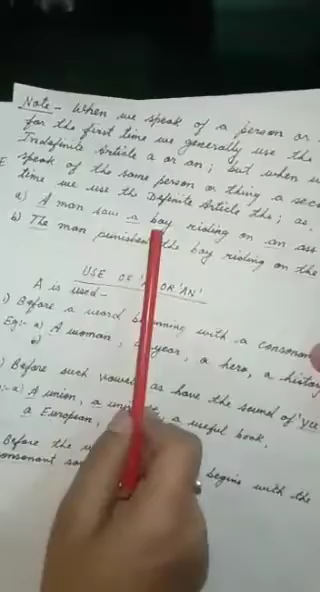 Note - When we speak of a person or
for the first time we generally use the
Indefinite Article a or an; but when we
speak of the same person or thing a
time we use the Definite Article the; as.
a) A man saw a boy riding on an ass
b) The man punished the boy riding on the
USE OF 'A' OR 'AN'
A is used -
Before a word beginning with a consonant
Eg:- a) A woman, a year, a hero, a
b)
Before such vowels as have the sound of 'yu
a) A union, a, a useful book,
a European,
Before the begins with the
consonant